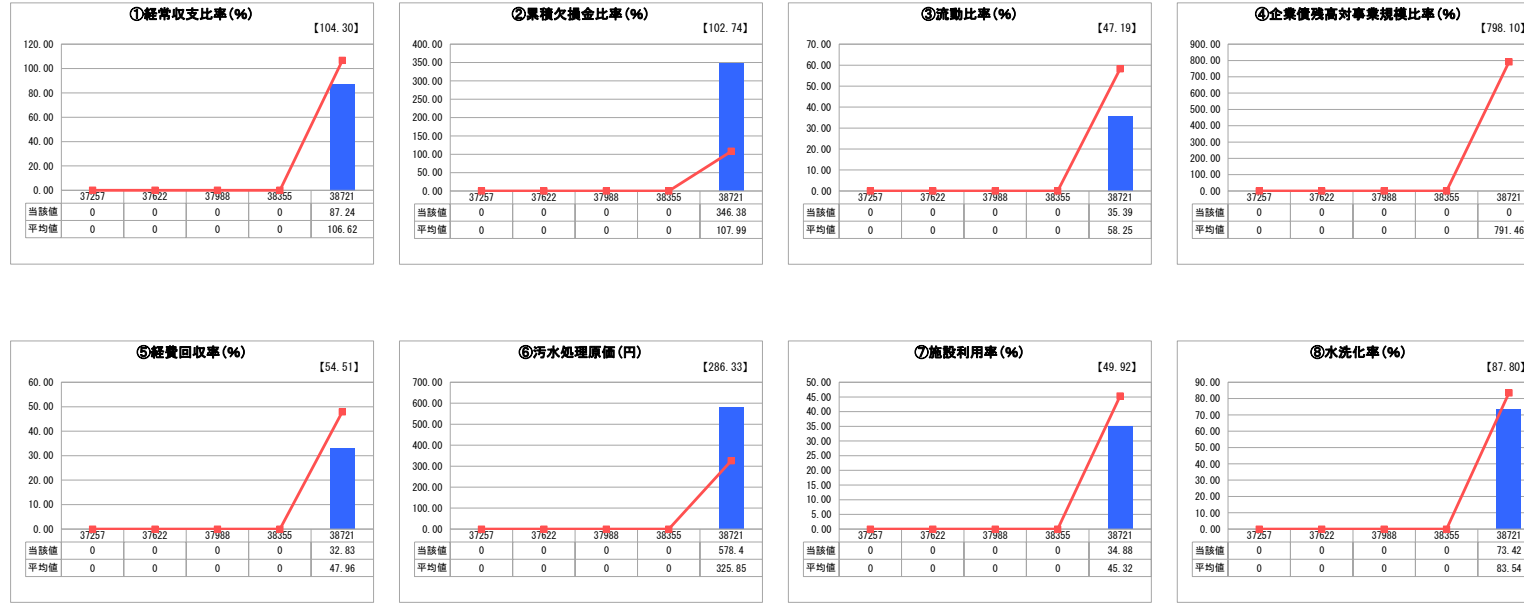 ①経常収支比率(%)
【104.30】
120.00
100.00
80.00
60.00
40.00
20.00
0.00
37257 37622 37988 38355 38721
当該値 0 0 0 0 87.24
平均値 0 0 0 0 106.62
②累積欠損金比率(%)
【102.74】
400.00
350.00
300.00
250.00
200.00
150.00
100.00
50.00
0.00
37257 37622 37988 38355 38721
当該値 0 0 0 0 346.38
平均値 0 0 0 0 107.99
③流動比率(%)
【47.19】
70.00
60.00
50.00
40.00
30.00
20.00
10.00
0.00
37257 37622 37988 38355 38721
当該値 0 0 0 0 35.39
平均値 0 0 0 0 58.25
④企業債残高対事業規模比率(%)
【798.10】
900.00
800.00
700.00
600.00
500.00
400.00
300.00
200.00
100.00
0.00
37257 37622 37988 38355 38721
当該値 0 0 0 0 0
平均値 0 0 0 0 791.46
⑤経費回収率(%)
【54.51】
60.00
50.00
40.00
30.00
20.00
10.00
0.00
37257 37622 37988 38355 38721
当該値 0 0 0 0 32.83
平均値 0 0 0 0 47.96
⑥汚水処理原価(円)
【286.33】
700.00
600.00
500.00
400.00
300.00
200.00
100.00
0.00
37257 37622 37988 38355 38721
当該値 0 0 0 0 578.4
平均値 0 0 0 0 325.85
⑦施設利用率(%)
【49.92】
50.00
45.00
40.00
35.00
30.00
25.00
20.00
15.00
10.00
5.00
0.00
37257 37622 37988 38355 38721
当該値 0 0 0 0 34.88
平均値 0 0 0 0 45.32
⑧水洗化率(%)
【87.80】
90.00
80.00
70.00
60.00
50.00
40.00
30.00
20.00
10.00
0.00
37257 37622 37988 38355 38721
当該値 0 0 0 0 73.42
平均値 0 0 0 0 83.54